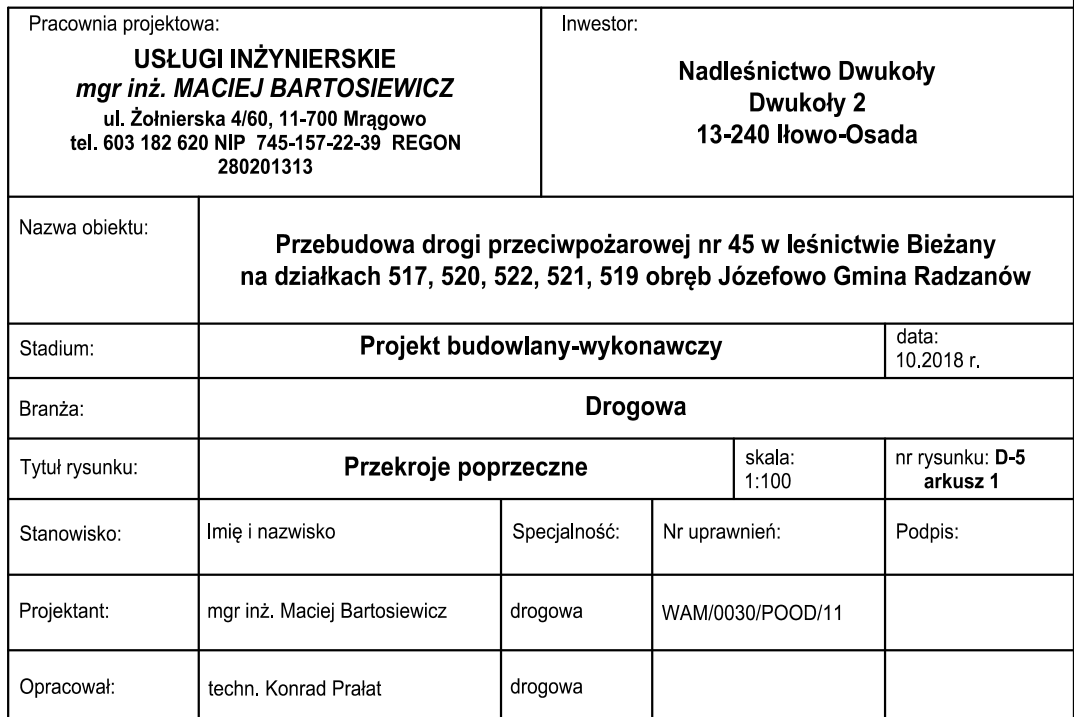 Pracownia projektowa:
USŁUGI INŻYNIERSKIE
mgr inż. MACIEJ BARTOSIEWICZ
ul. Żołnierska 4/60, 11-700 Mrągowo
tel. 603 182 620 NIP 745-157-22-39 REGON
280201313
Inwestor:
Nadleśnictwo Dwukoły
Dwukoły 2
13-240 Iłowo-Osada
Nazwa obiektu:
Przebudowa drogi przeciwpożarowej nr 45 w leśnictwie Bieżany
na działkach 517, 520, 522, 521, 519 obręb Józefowo Gmina Radzanów
Stadium:
Projekt budowlany-wykonawczy
data:
10.2018 r.
Branża:
Drogowa
Tytuł rysunku:
Przekroje poprzeczne
skala:
1:100
nr rysunku: D-5
arkusz 1
Stanowisko:
Imię i nazwisko
Specjalność:
Nr uprawnień:
Podpis:
Projektant:
mgr inż. Maciej Bartosiewicz
drogowa
WAM/0030/POOD/11
Opracował:
techn. Konrad Prałat
drogowa